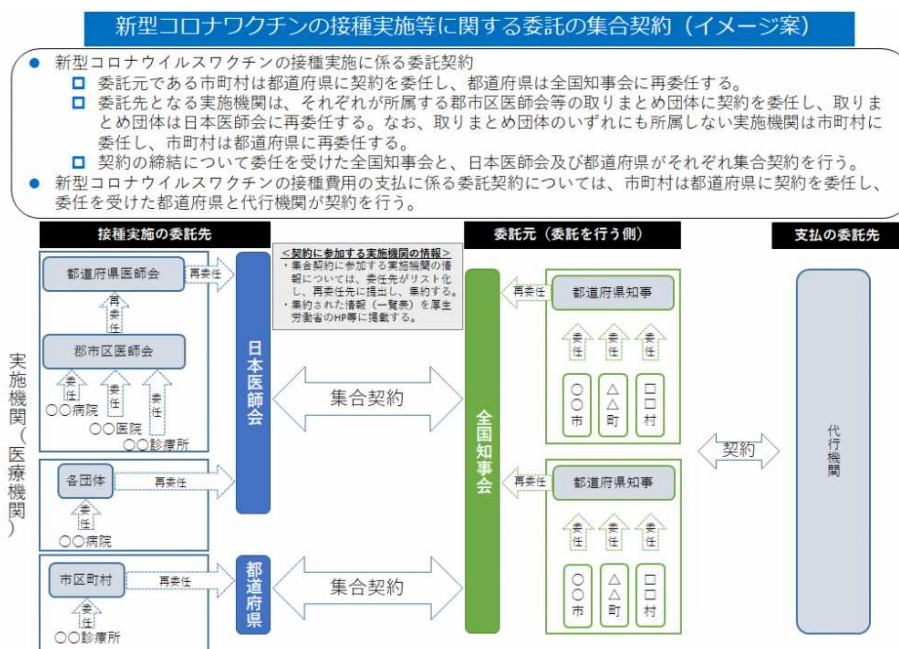 新型コロナワクチンの接種実施等に関する委託の集合契約（イメージ案）
● 新型コロナウイルスワクチンの接種実施に係る委託契約
□ 委託元である市町村は都道府県に契約を委任し、都道府県は全国知事会に再委任する。
□ 委託先となる実施機関は、それぞれが所属する郡市区医師会等の取りまとめ団体に契約を委任し、取りま
とめ団体は日本医師会に再委任する。なお、取りまとめ団体のいずれにも所属しない実施機関は市町村に
委任し、市町村は都道府県に再委任する。
□ 契約の締結について委任を受けた全国知事会と、日本医師会及び都道府県がそれぞれ集合契約を行う。
● 新型コロナウイルスワクチンの接種費用の支払に係る委託契約については、市町村は都道府県に契約を委任し、
委任を受けた都道府県と代行機関が契約を行う。
接種実施の委託先
委託元（委託を行う側）
支払の委託先
実施機関（医療機関）
都道府県医師会
再委任
再委任
郡市区医師会
委任
委任
委任
〇〇病院
〇〇医院
〇〇診療所
各団体
再委任
委任
〇〇病院
市区町村
再委任
委任
〇〇診療所
日本医師会
都道府県
＜契約に参加する実施機関の情報＞
・集合契約に参加する実施機関の情
報については、委任先がリスト化
し、再委任先に提出し、集約する。
・集約された情報（一覧表）を厚生
労働省のHP等に掲載する。
集合契約
集合契約
全国知事会
再委任
都道府県知事
委任
委任
委任
〇〇市
△△町
□□村
再委任
都道府県知事
委任
委任
委任
〇〇市
△△町
□□村
契約
代行機関